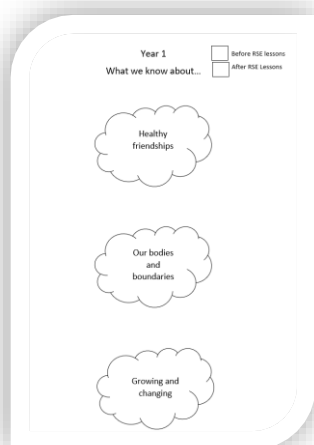 Year 1
Before RSE lessons
What we know about...
After RSE Lessons
Healthy
friendships
Our bodies
and
boundaries
Growing and
changing